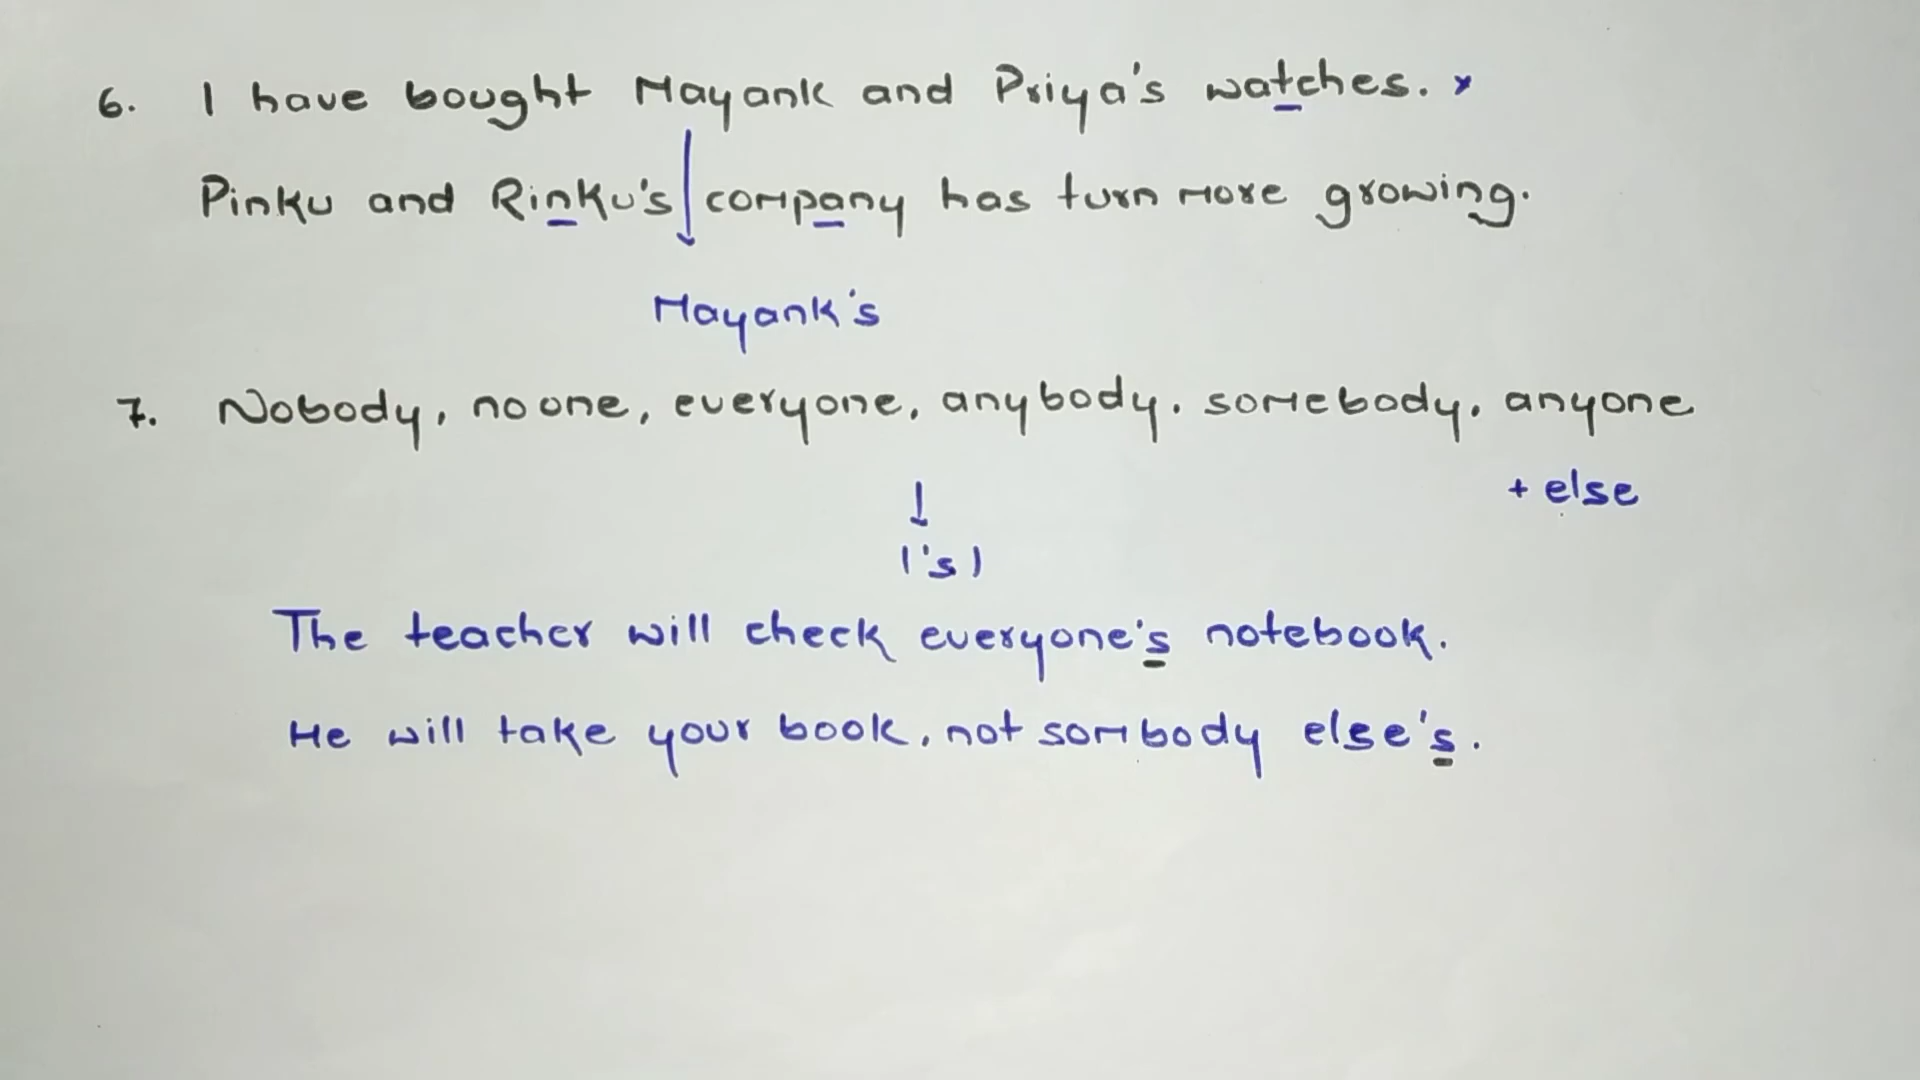 6. I have bought Mayank and Priya's watches. x
Pinku and Rinku's company has turn more growing.
Mayank's
7. Nobody, no one, everyone, anybody. somebody. anyone
+ else
('s)
The teacher will check everyone's notebook.
He will take your book, not sombody else's.